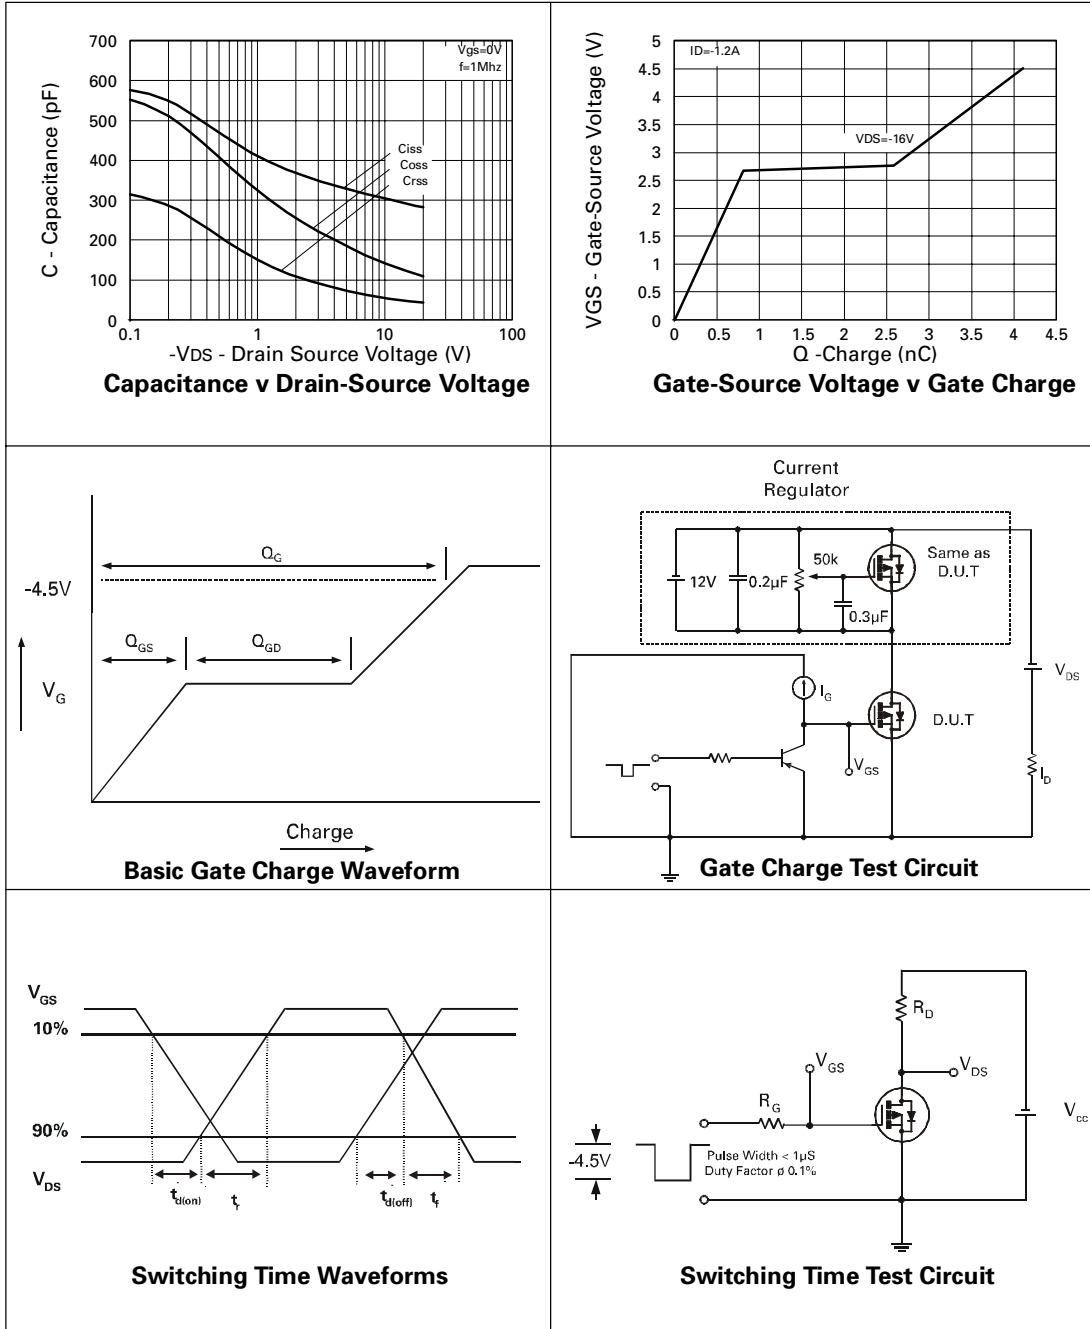 700
600
500
400
300
200
100
0
C - Capacitance (pF)
Vgs=0V
f=1Mhz
Ciss
Coss
Crss
0.1 1 10 100
-VDS - Drain Source Voltage (V)
Capacitance v Drain-Source Voltage
5
4.5
4
3.5
3
2.5
2
1.5
1
0.5
0
VGS - Gate-Source Voltage (V)
ID=-1.2A
VDS=-16V
0 0.5 1 1.5 2 2.5 3 3.5 4 4.5
Q -Charge (nC)
Gate-Source Voltage v Gate Charge
QG
-4.5V
QGS
QGD
VG
Charge
Basic Gate Charge Waveform
Current
Regulator
12V
0.2µF
50k
0.3µF
Same as
D.U.T
IG
VDS
D.U.T
VGS
ID
Gate Charge Test Circuit
VGS
10%
90%
VDS
td(on)
tr
td(off)
tf
Switching Time Waveforms
RD
VGS
VDS
RG
Vcc
-4.5V
Pulse Width < 1µS
Duty Factor ø 0.1%
Switching Time Test Circuit